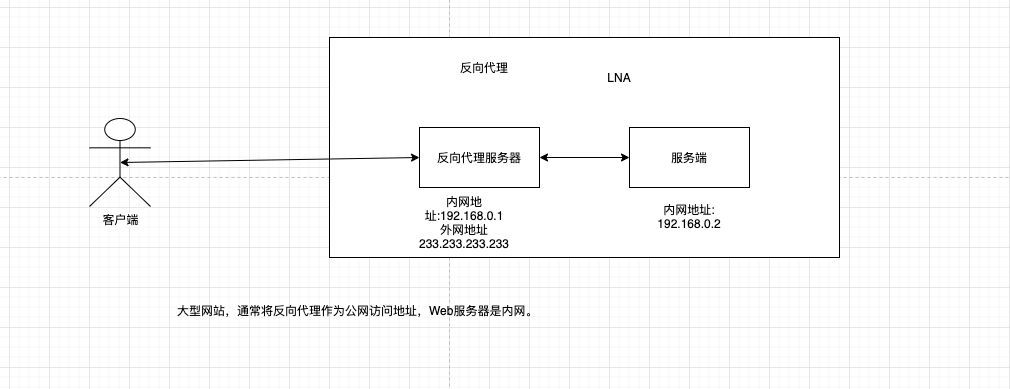 反向代理
LNA
反向代理服务器
服务端
内网地
址:192.168.0.1
外网地址
233.233.233.233
内网地址:
192.168.0.2
客户端
大型网站，通常将反向代理作为公网访问地址，Web服务器是内网。